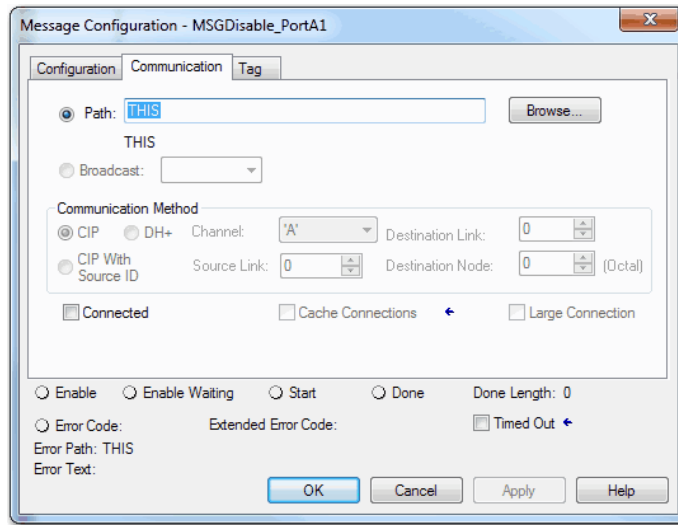 Message Configuration - MSGDisable_PortA1
x
Configuration Communication Tag
Path: THIS Browse...
THIS
Broadcast:
Communication Method
CIP DH+ Channel: 'A' Destination Link: 0
CIP With Source ID Source Link: 0 Destination Node: 0 (Octal)
Connected Cache Connections ← Large Connection
Enable Enable Waiting Start Done Done Length: 0
Error Code: Extended Error Code: Timed Out ←
Error Path: THIS
Error Text:
OK Cancel Apply Help